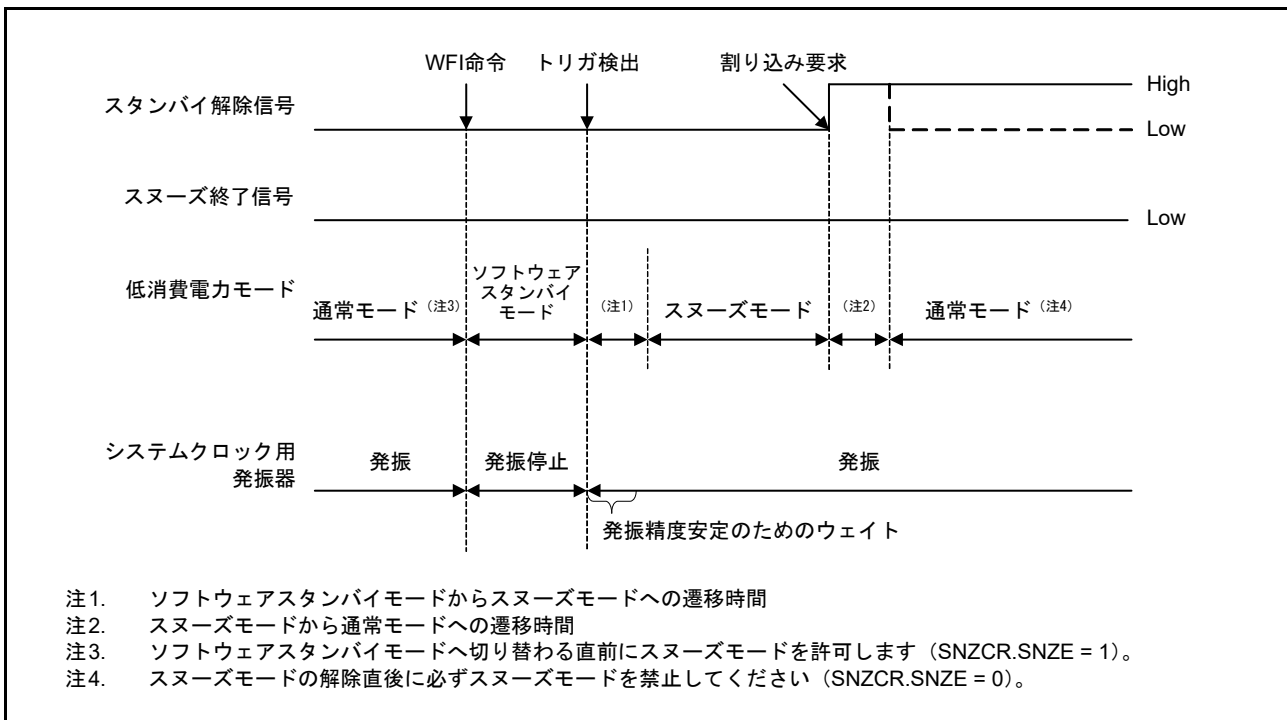 WFI命令 トリガ検出 割り込み要求
スタンバイ解除信号
High
Low
スヌーズ終了信号
Low
低消費電力モード
通常モード（注3）
ソフトウェア
スタンバイ
モード
（注1）
スヌーズモード
（注2）
通常モード（注4）
システムクロック用
発振器
発振
発振停止
発振
発振精度安定のためのウェイト
注1. ソフトウェアスタンバイモードからスヌーズモードへの遷移時間
注2. スヌーズモードから通常モードへの遷移時間
注3. ソフトウェアスタンバイモードへ切り替わる直前にスヌーズモードを許可します（SNZCR.SNZE = 1）。
注4. スヌーズモードの解除直後に必ずスヌーズモードを禁止してください（SNZCR.SNZE = 0）。